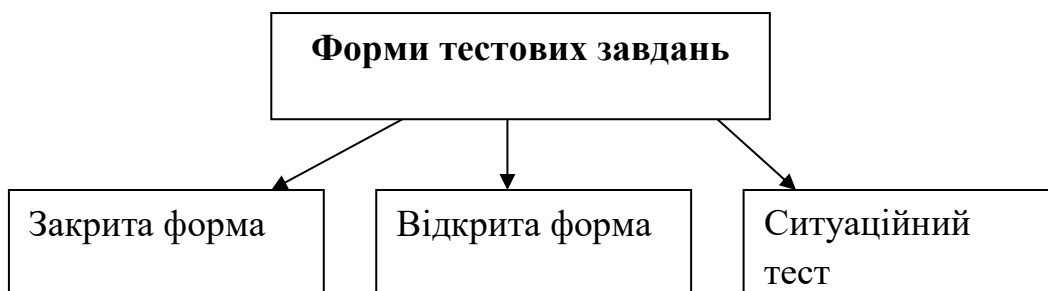 Форми тестових завдань
Закрита форма
Відкрита форма
Ситуаційний
тест